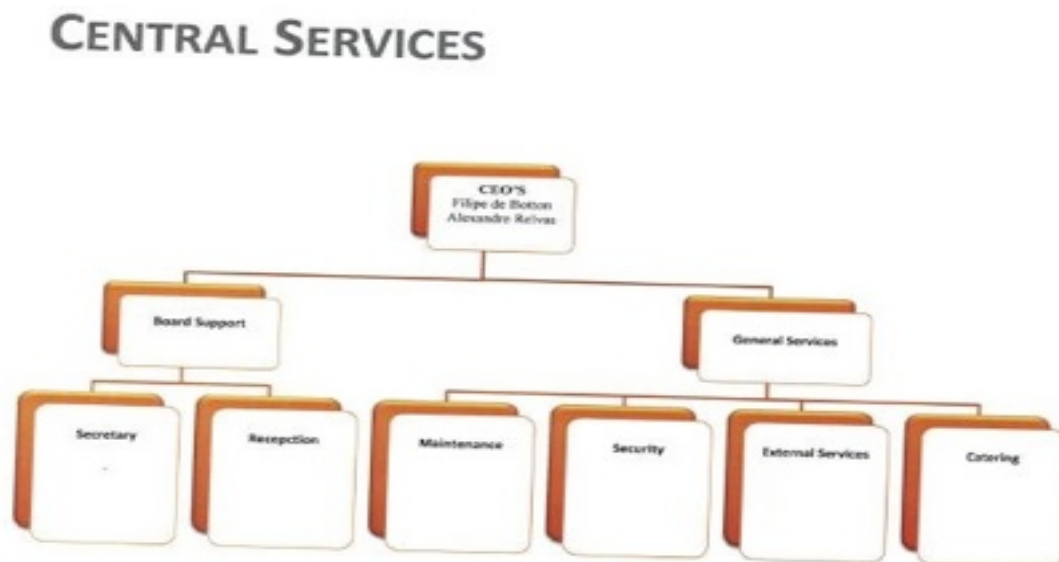 CENTRAL SERVICES
CEO'S
Filipe de Botton
Alexandre Relvas
Board Support
General Services
Secretary
Recepction
Maintenance
Security
External Services
Catering